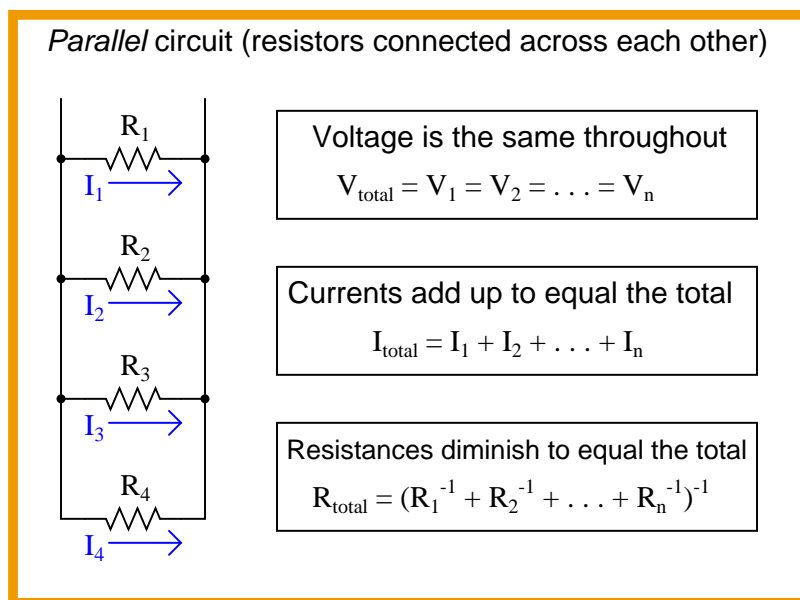 Parallel circuit (resistors connected across each other)
R1
I1
R2
I2
R3
I3
R4
I4
Voltage is the same throughout
Vtotal = V1 = V2 = . . . = Vn
Currents add up to equal the total
Itotal = I1 + I2 + . . . + In
Resistances diminish to equal the total
Rtotal = (R1^-1 + R2^-1 + . . . + Rn^-1)^-1